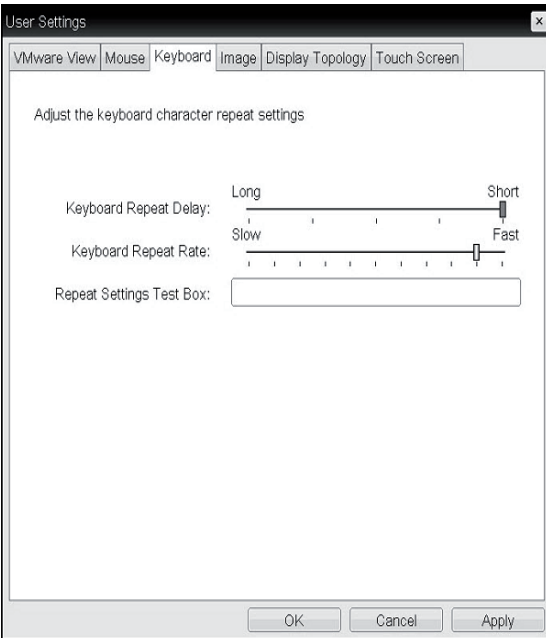 User Settings x
VMware View Mouse Keyboard Image Display Topology Touch Screen
Adjust the keyboard character repeat settings
Long Short
Keyboard Repeat Delay:
Slow Fast
Keyboard Repeat Rate:
Repeat Settings Test Box:
OK Cancel Apply